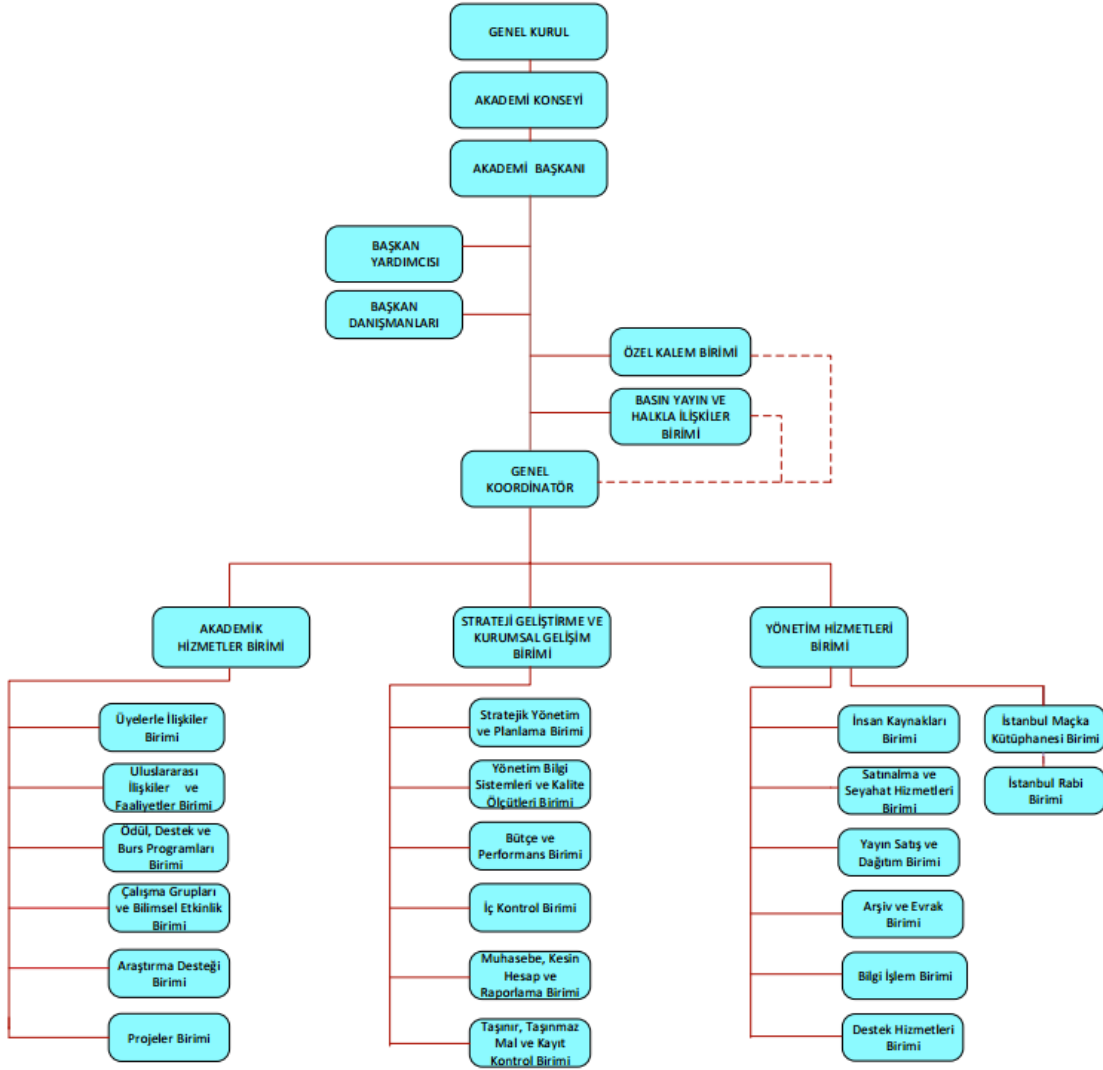 GENEL KURUL
AKADEMİ KONSEYİ
AKADEMİ BAŞKANI
BAŞKAN
YARDIMCISI
BAŞKAN
DANIŞMANLARI
ÖZEL KALEM BİRİMİ
BASIN YAYIN VE
HALKLA İLİŞKİLER
BİRİMİ
GENEL
KOORDİNATÖR
AKADEMİK
HİZMETLER BİRİMİ
STRATEJİ GELİŞTİRME VE
KURUMSAL GELİŞİM
BİRİMİ
YÖNETİM HİZMETLERİ
BİRİMİ
Üyelerle İlişkiler
Birimi
Uluslararası
İlişkiler ve
Faaliyetler Birimi
Ödül, Destek ve
Burs Programları
Birimi
Çalışma Grupları
ve Bilimsel Etkinlik
Birimi
Araştırma Desteği
Birimi
Projeler Birimi
Stratejik Yönetim
ve Planlama Birimi
Yönetim Bilgi
Sistemleri ve Kalite
Ölçütleri Birimi
Bütçe ve
Performans Birimi
İç Kontrol Birimi
Muhasebe, Kesin
Hesap ve
Raporlama Birimi
Taşınır, Taşınmaz
Mal ve Kayıt
Kontrol Birimi
İnsan Kaynakları
Birimi
Satınalma ve
Seyahat Hizmetleri
Birimi
Yayın Satış ve
Dağıtım Birimi
Arşiv ve Evrak
Birimi
Bilgi İşlem Birimi
Destek Hizmetleri
Birimi
İstanbul Maçka
Kütüphanesi Birimi
İstanbul Rabi
Birimi